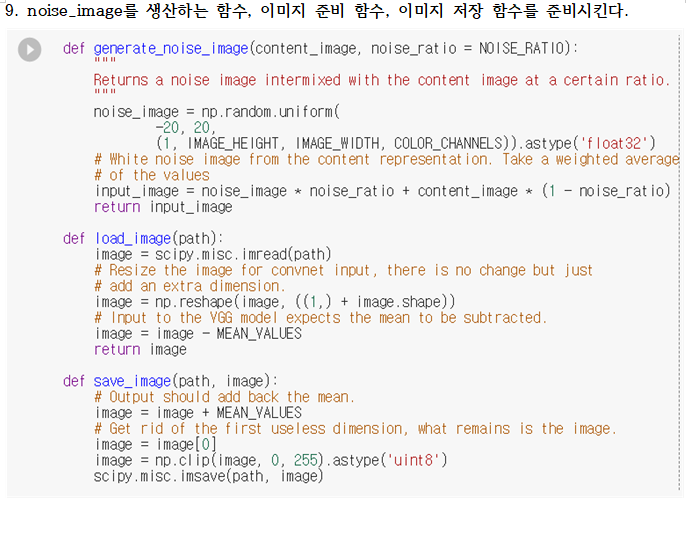 9. noise_image를 생산하는 함수, 이미지 준비 함수, 이미지 저장 함수를 준비시킨다.
def generate_noise_image(content_image, noise_ratio = NOISE_RATIO):
"""
Returns a noise image intermixed with the content image at a certain ratio.
"""
noise_image = np.random.uniform(
-20, 20,
(1, IMAGE_HEIGHT, IMAGE_WIDTH, COLOR_CHANNELS)).astype('float32')
# White noise image from the content representation. Take a weighted average
# of the values
input_image = noise_image * noise_ratio + content_image * (1 - noise_ratio)
return input_image
def load_image(path):
image = scipy.misc.imread(path)
# Resize the image for convnet input, there is no change but just
# add an extra dimension.
image = np.reshape(image, ((1,) + image.shape))
# Input to the VGG model expects the mean to be subtracted.
image = image - MEAN_VALUES
return image
def save_image(path, image):
# Output should add back the mean.
image = image + MEAN_VALUES
# Get rid of the first useless dimension, what remains is the image.
image = image[0]
image = np.clip(image, 0, 255).astype('uint8')
scipy.misc.imsave(path, image)